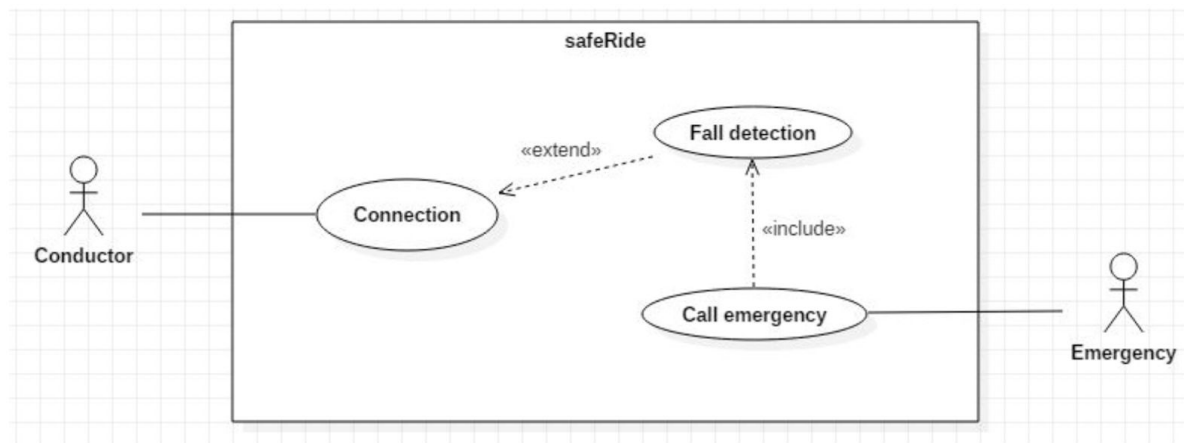 safeRide
Fall detection
«extend»
Connection
«include»
Conductor
Call emergency
Emergency